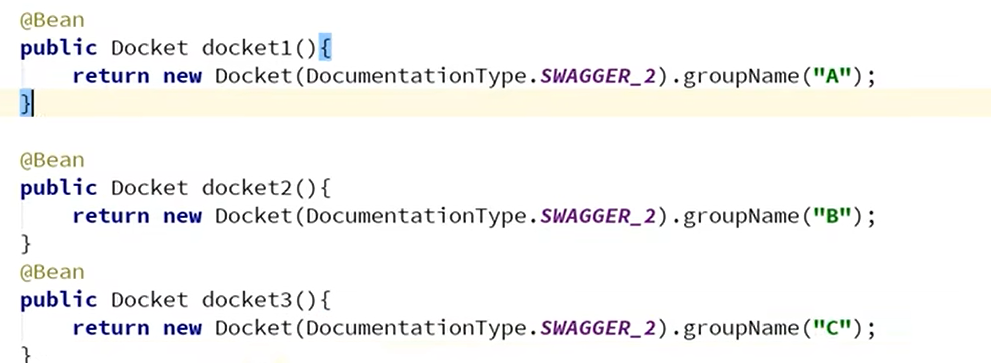 @Bean
public Docket docket1(){
    return new Docket(DocumentationType.SWAGGER_2).groupName("A");
}
@Bean
public Docket docket2(){
    return new Docket(DocumentationType.SWAGGER_2).groupName("B");
}
@Bean
public Docket docket3(){
    return new Docket(DocumentationType.SWAGGER_2).groupName("C");
}